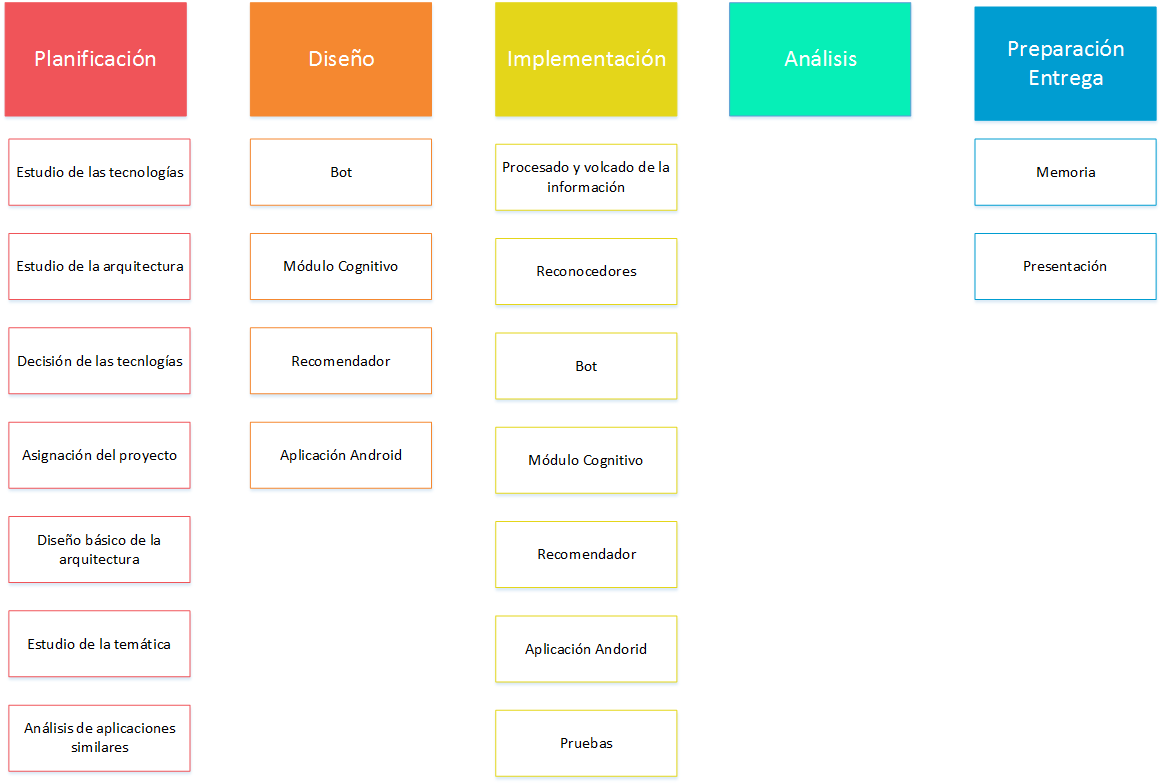 Planificación
Estudio de las tecnologías
Estudio de la arquitectura
Decisión de las tecnlogías
Asignación del proyecto
Diseño básico de la
arquitectura
Estudio de la temática
Análisis de aplicaciones
similares
Diseño
Bot
Módulo Cognitivo
Recomendador
Aplicación Android
Implementación
Procesado y volcado de la
información
Reconocedores
Bot
Módulo Cognitivo
Recomendador
Aplicación Andorid
Pruebas
Análisis
Preparación
Entrega
Memoria
Presentación